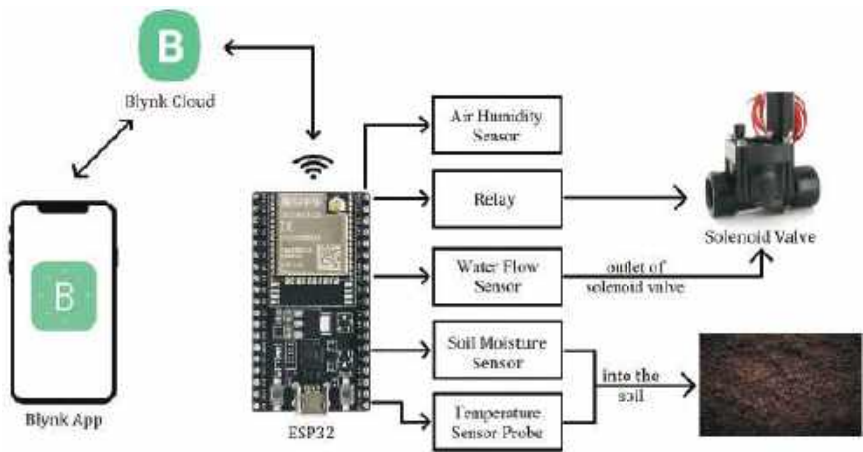 B
Blynk Cloud
Air Humidity
Sensor
Relay
Solenoid Valve
Water Flow
Sensor
outlet of
solenoid valve
B
Soil Moisture
Sensor
into the
soil
Temperature
Sensor Probe
Blynk App
ESP32